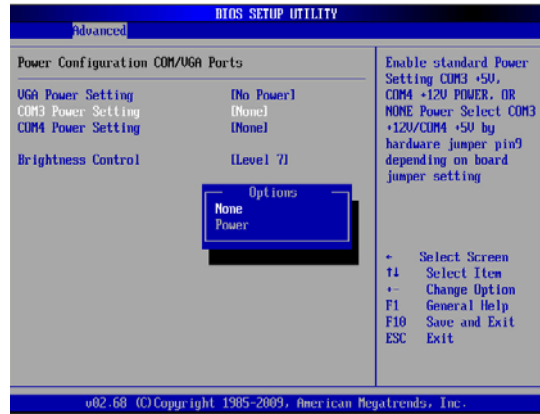 BIOS SETUP UTILITY
Advanced
Power Configuration COM/VGA Ports
VGA Power Setting [No Power]
COM3 Power Setting [None]
COM4 Power Setting [None]
Brightness Control [Level 7]
Options
None
Power
Enable standard Power
Setting COM3 +5V,
COM4 +12V POWER. OR
NONE Power Select COM3
+12V/COM4 +5V by
hardware jumper pin9
depending on board
jumper setting
← Select Screen
↑↓ Select Item
+- Change Option
F1 General Help
F10 Save and Exit
ESC Exit
v02.68 (C)Copyright 1985-2009, American Megatrends, Inc.